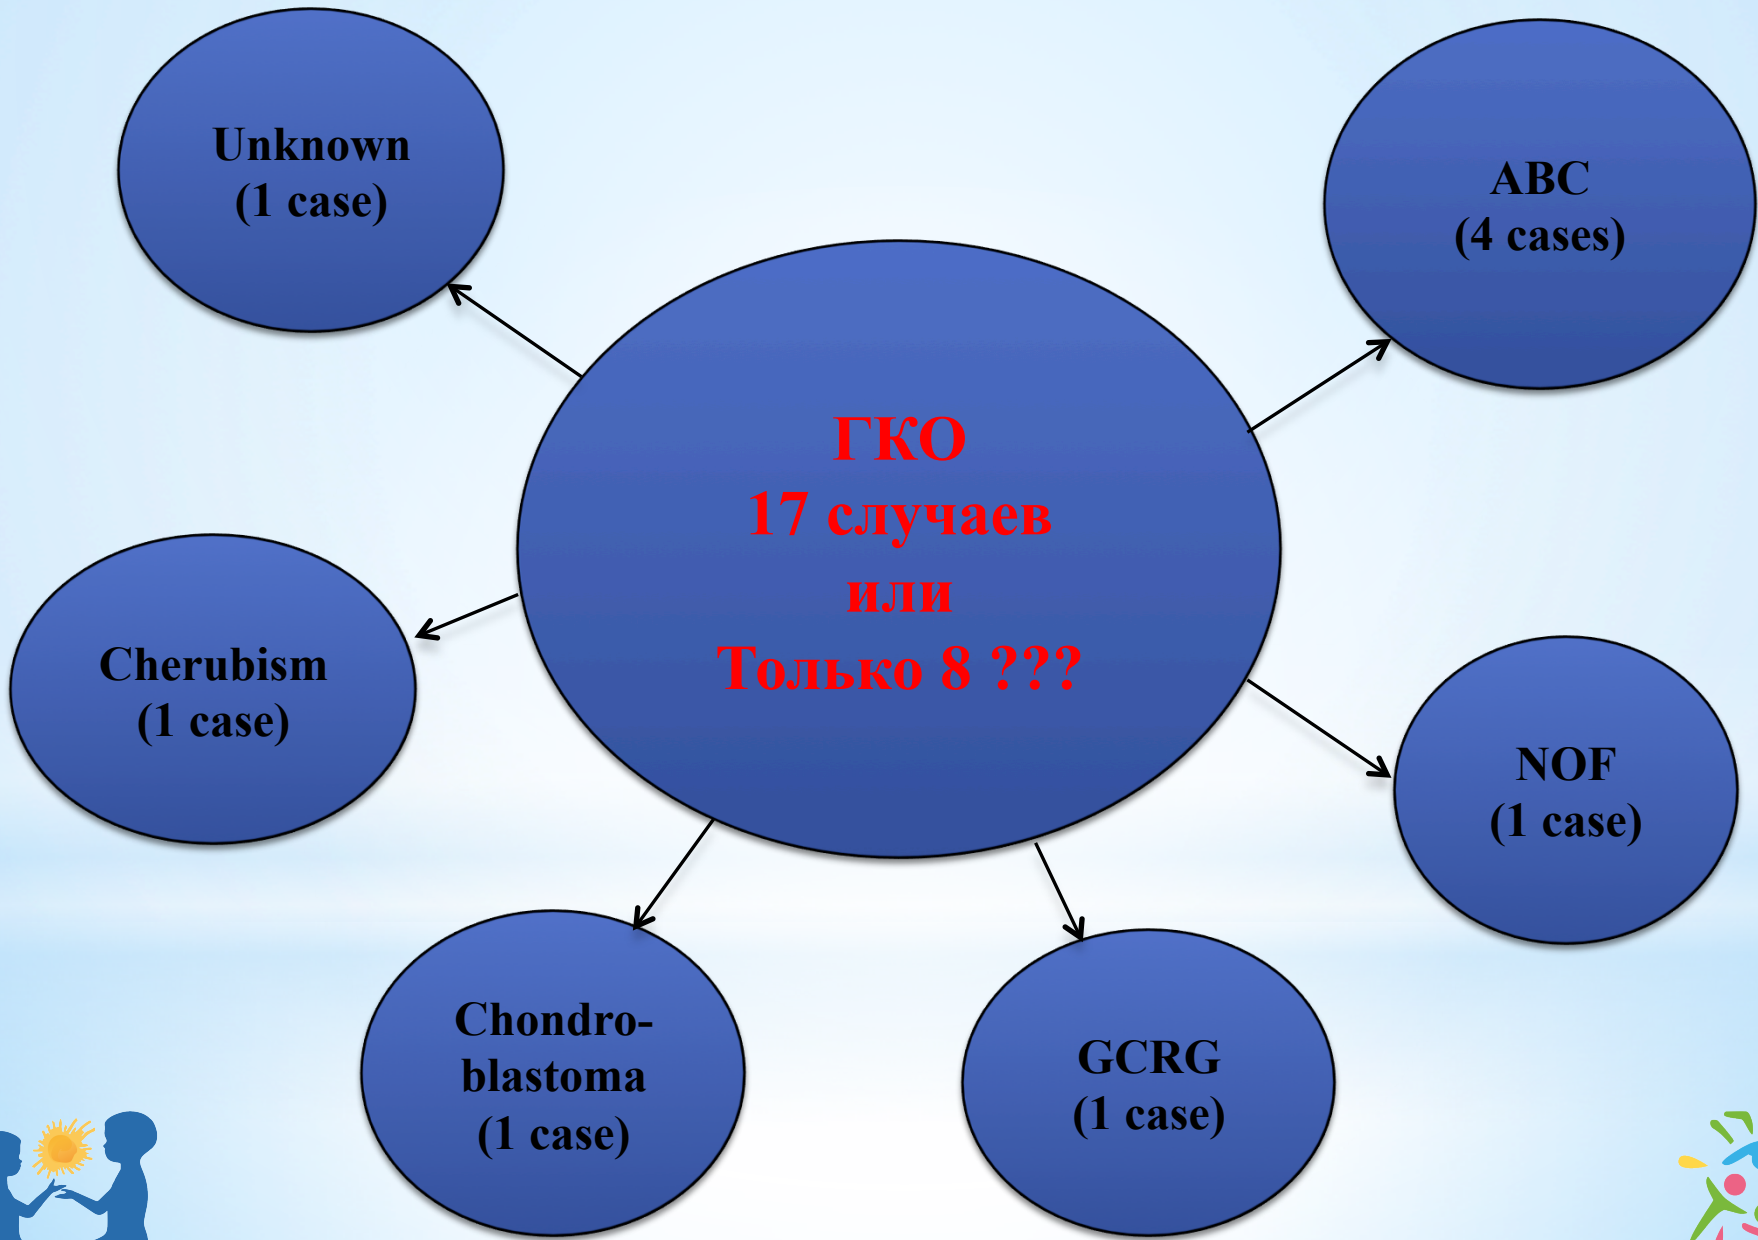 Unknown
(1 case)
ABC
(4 cases)
ГКО
17 случаев
или
Только 8 ???
Cherubism
(1 case)
NOF
(1 case)
Chondro-
blastoma
(1 case)
GCRG
(1 case)